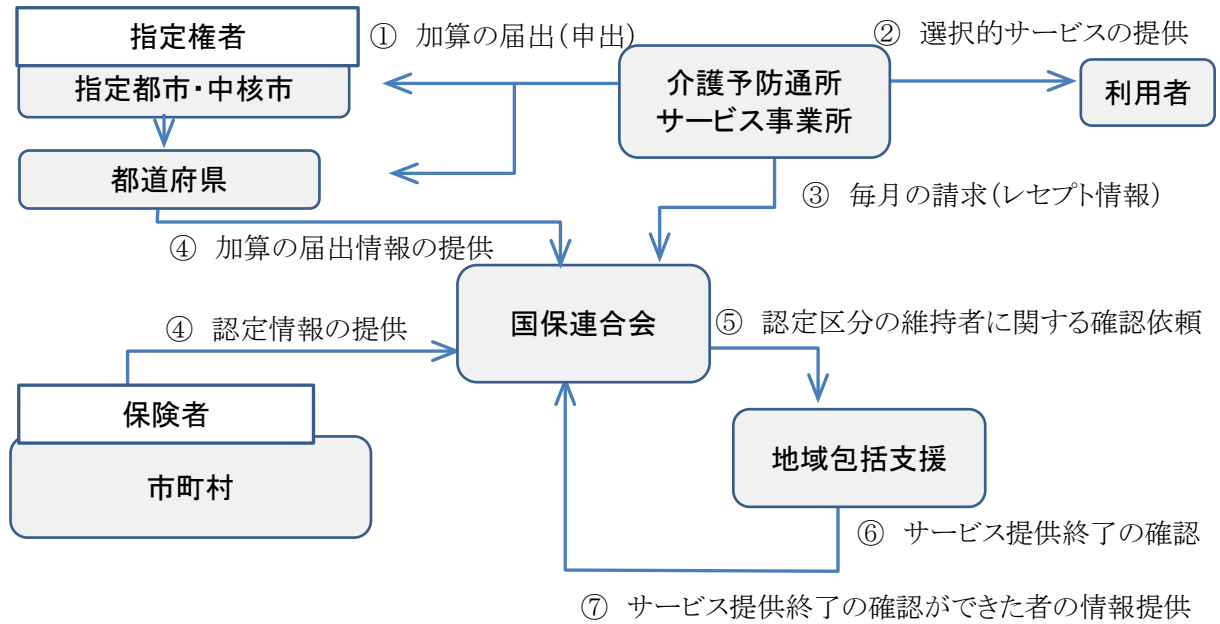 指定権者
① 加算の届出(申出)
② 選択的サービスの提供
指定都市・中核市
介護予防通所
サービス事業所
利用者
都道府県
③ 毎月の請求(レセプト情報)
④ 加算の届出情報の提供
国保連合会
④ 認定情報の提供
⑤ 認定区分の維持者に関する確認依頼
保険者
市町村
地域包括支援
⑥ サービス提供終了の確認
⑦ サービス提供終了の確認ができた者の情報提供